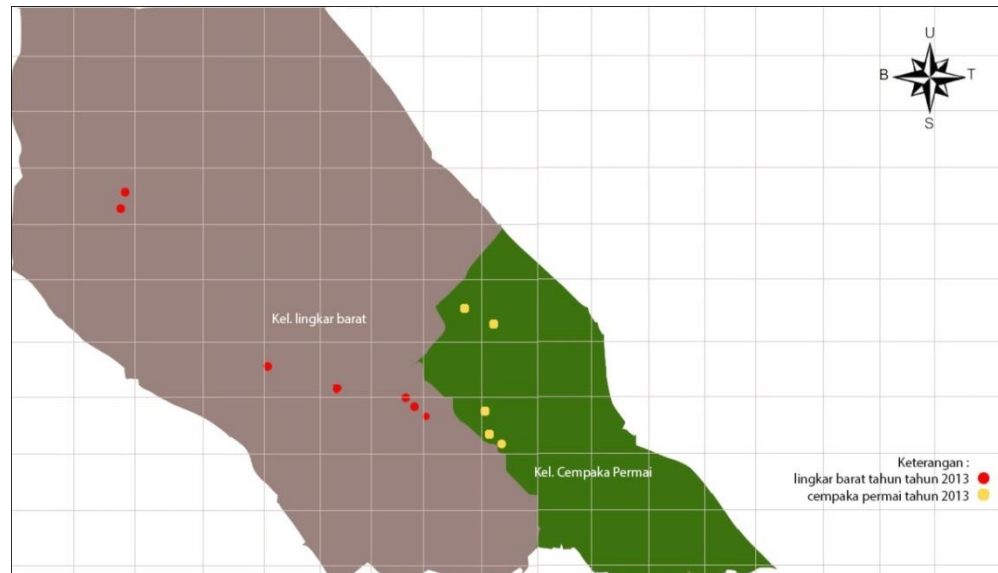 U
B T
S
Kel. lingkar barat
Kel. Cempaka Permai
Keterangan :
lingkar barat tahun tahun 2013
cempaka permai tahun 2013